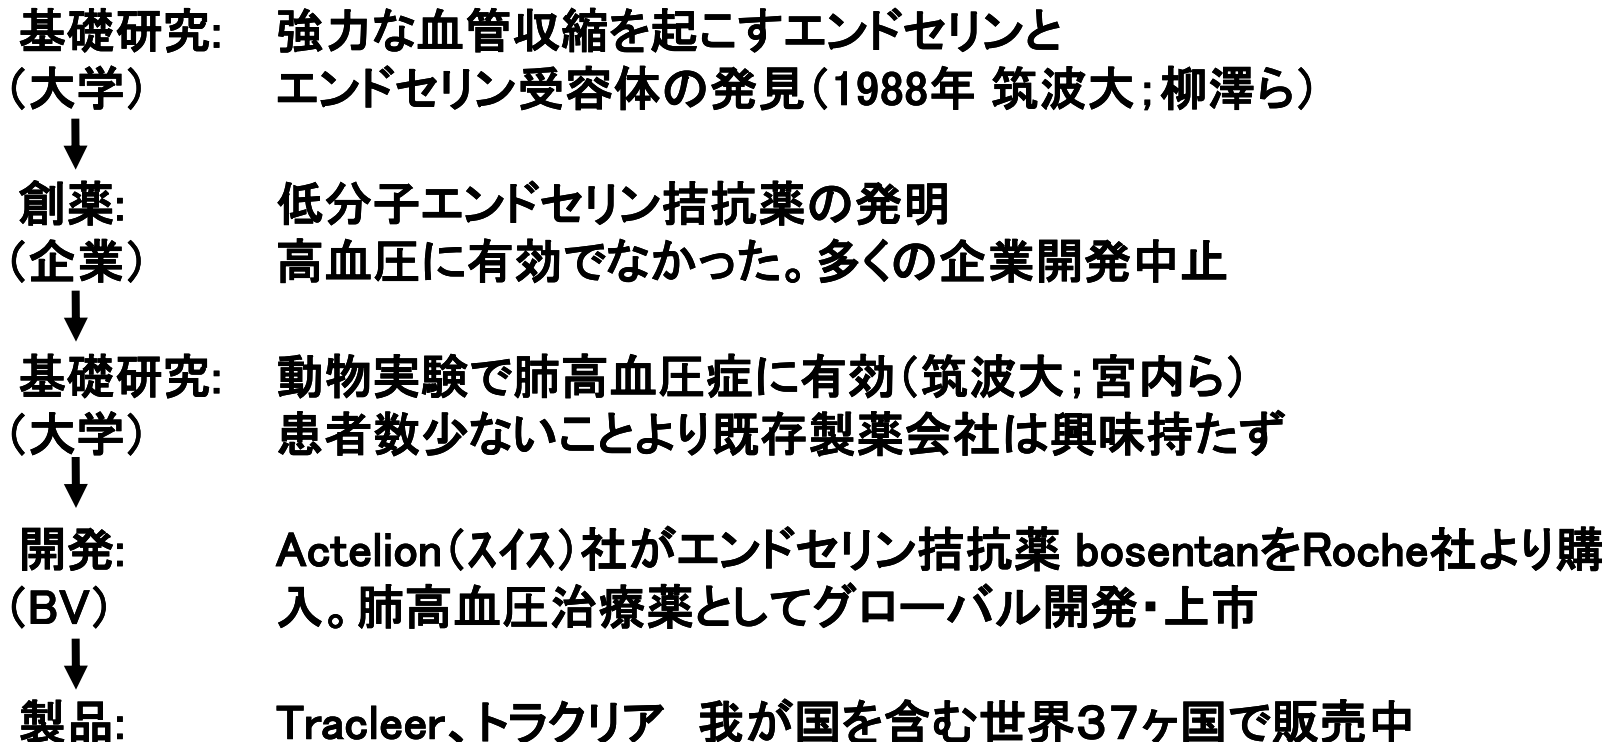 基礎研究: 強力な血管収縮を起こすエンドセリンと
（大学） エンドセリン受容体の発見（1988年 筑波大；柳澤ら）
創薬: 低分子エンドセリン拮抗薬の発明
（企業） 高血圧に有効でなかった。多くの企業開発中止
基礎研究: 動物実験で肺高血圧症に有効（筑波大；宮内ら）
（大学） 患者数少ないことより既存製薬会社は興味持たず
開発: Actelion（ｽｲｽ）社がエンドセリン拮抗薬 bosentanをRoche社より購
（BV） 入。肺高血圧治療薬としてグローバル開発・上市
製品: Tracleer、トラクリア　我が国を含む世界３７ヶ国で販売中